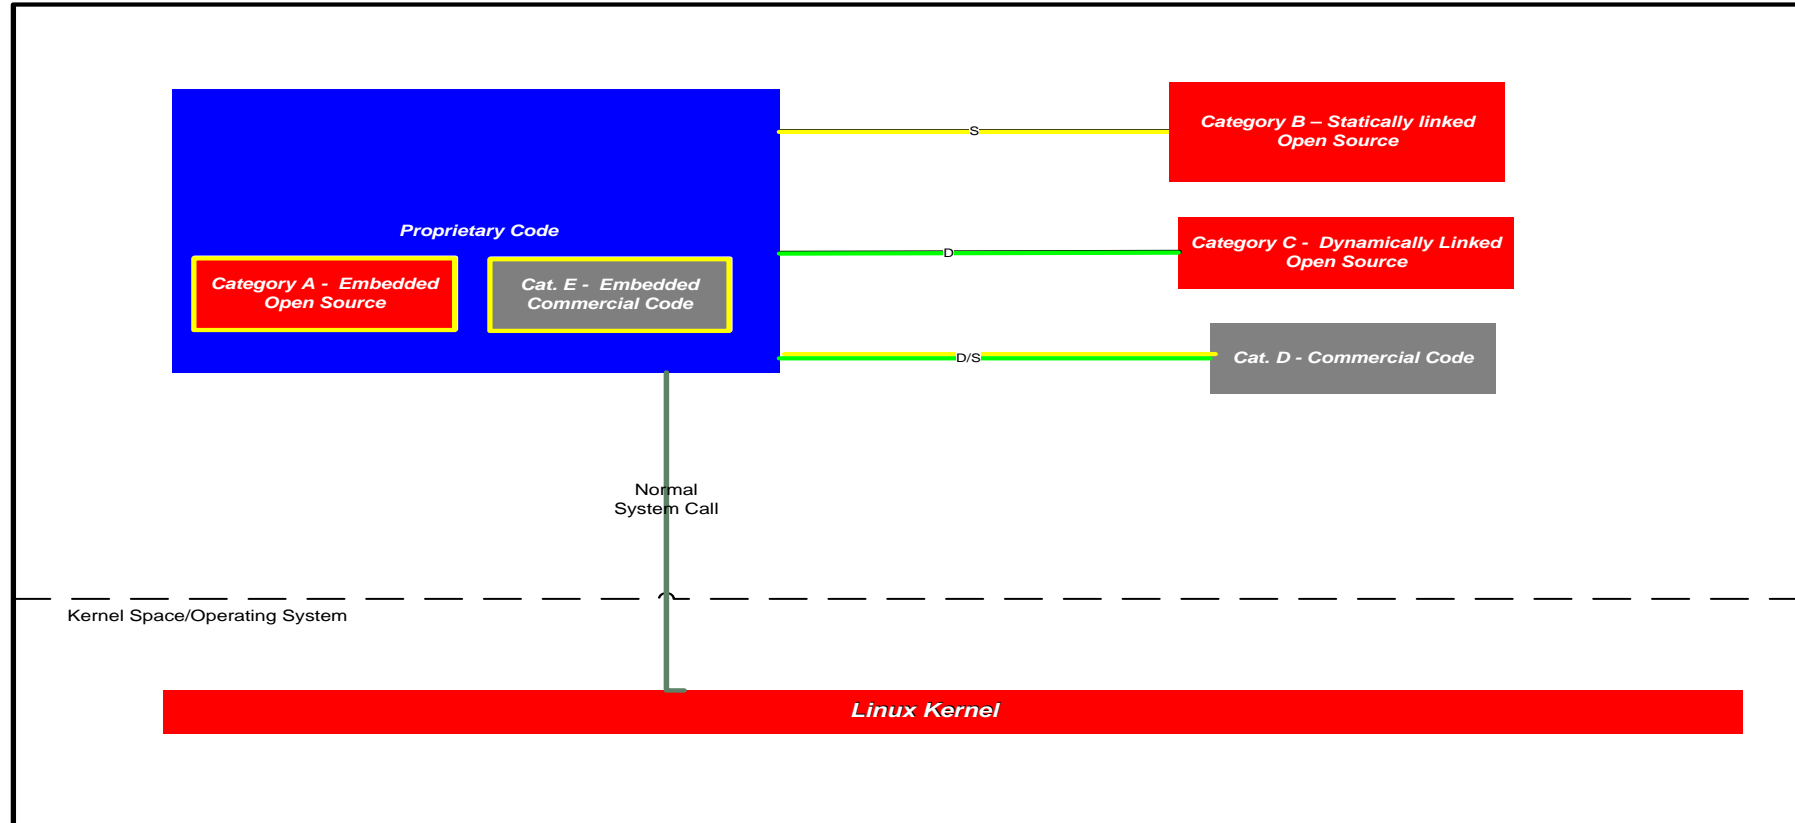 S
Category B – Statically linked
Open Source
Proprietary Code
D
Category C -  Dynamically Linked
Open Source
Category A -  Embedded
Open Source
Cat. E -  Embedded
Commercial Code
D/S
Cat. D - Commercial Code
Normal
System Call
Kernel Space/Operating System
Linux Kernel